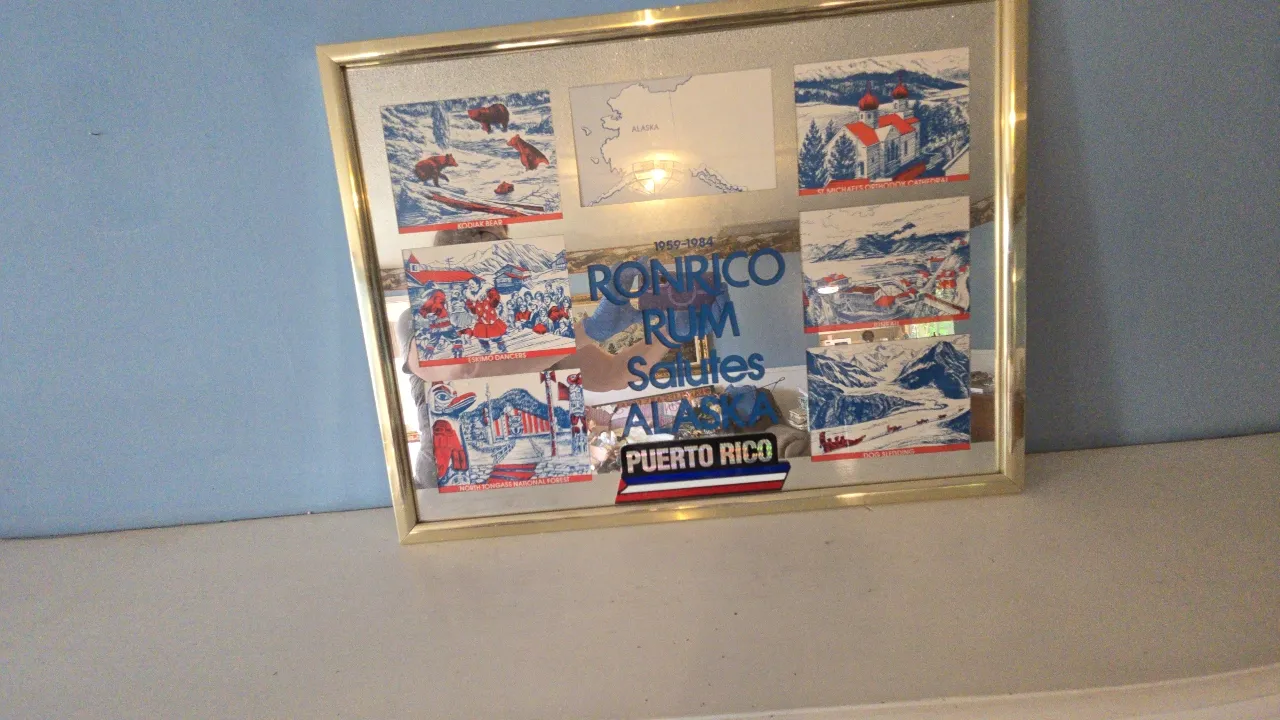 ALASKA
KODIAK BEAR
ST. MICHAEL'S ORTHODOX CATHEDRAL
1959-1984
RONRICO
RUM
Salutes
ALASKA
ESKIMO DANCERS
NORTH TONGASS NATIONAL FOREST
DOG SLEDDING
PUERTO RICO